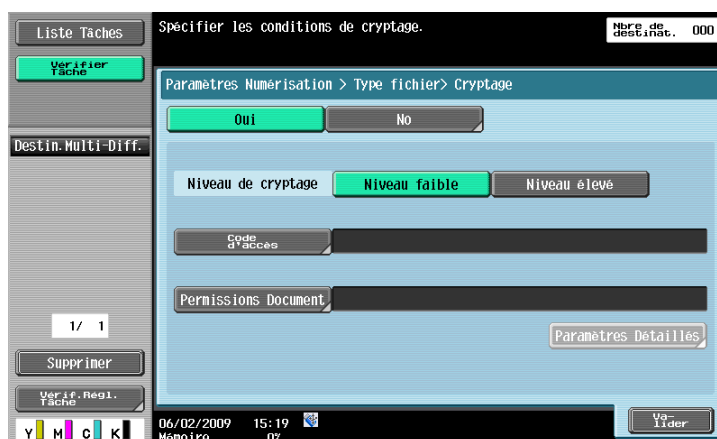 Liste Tâches
Spécifier les conditions de cryptage.
Nbre de
destinat. 000
Vérifier
Tâche
Paramètres Numérisation > Type fichier> Cryptage
Oui
No
Destin.Multi-Diff.
Niveau de cryptage
Niveau faible
Niveau élevé
Code
d'accès
Permissions Document
1/ 1
Paramètres Détaillés
Supprimer
Vérif.Régl.
Tâche
Va-
lider
06/02/2009 15:19
Y M C K
Mémoire 0%